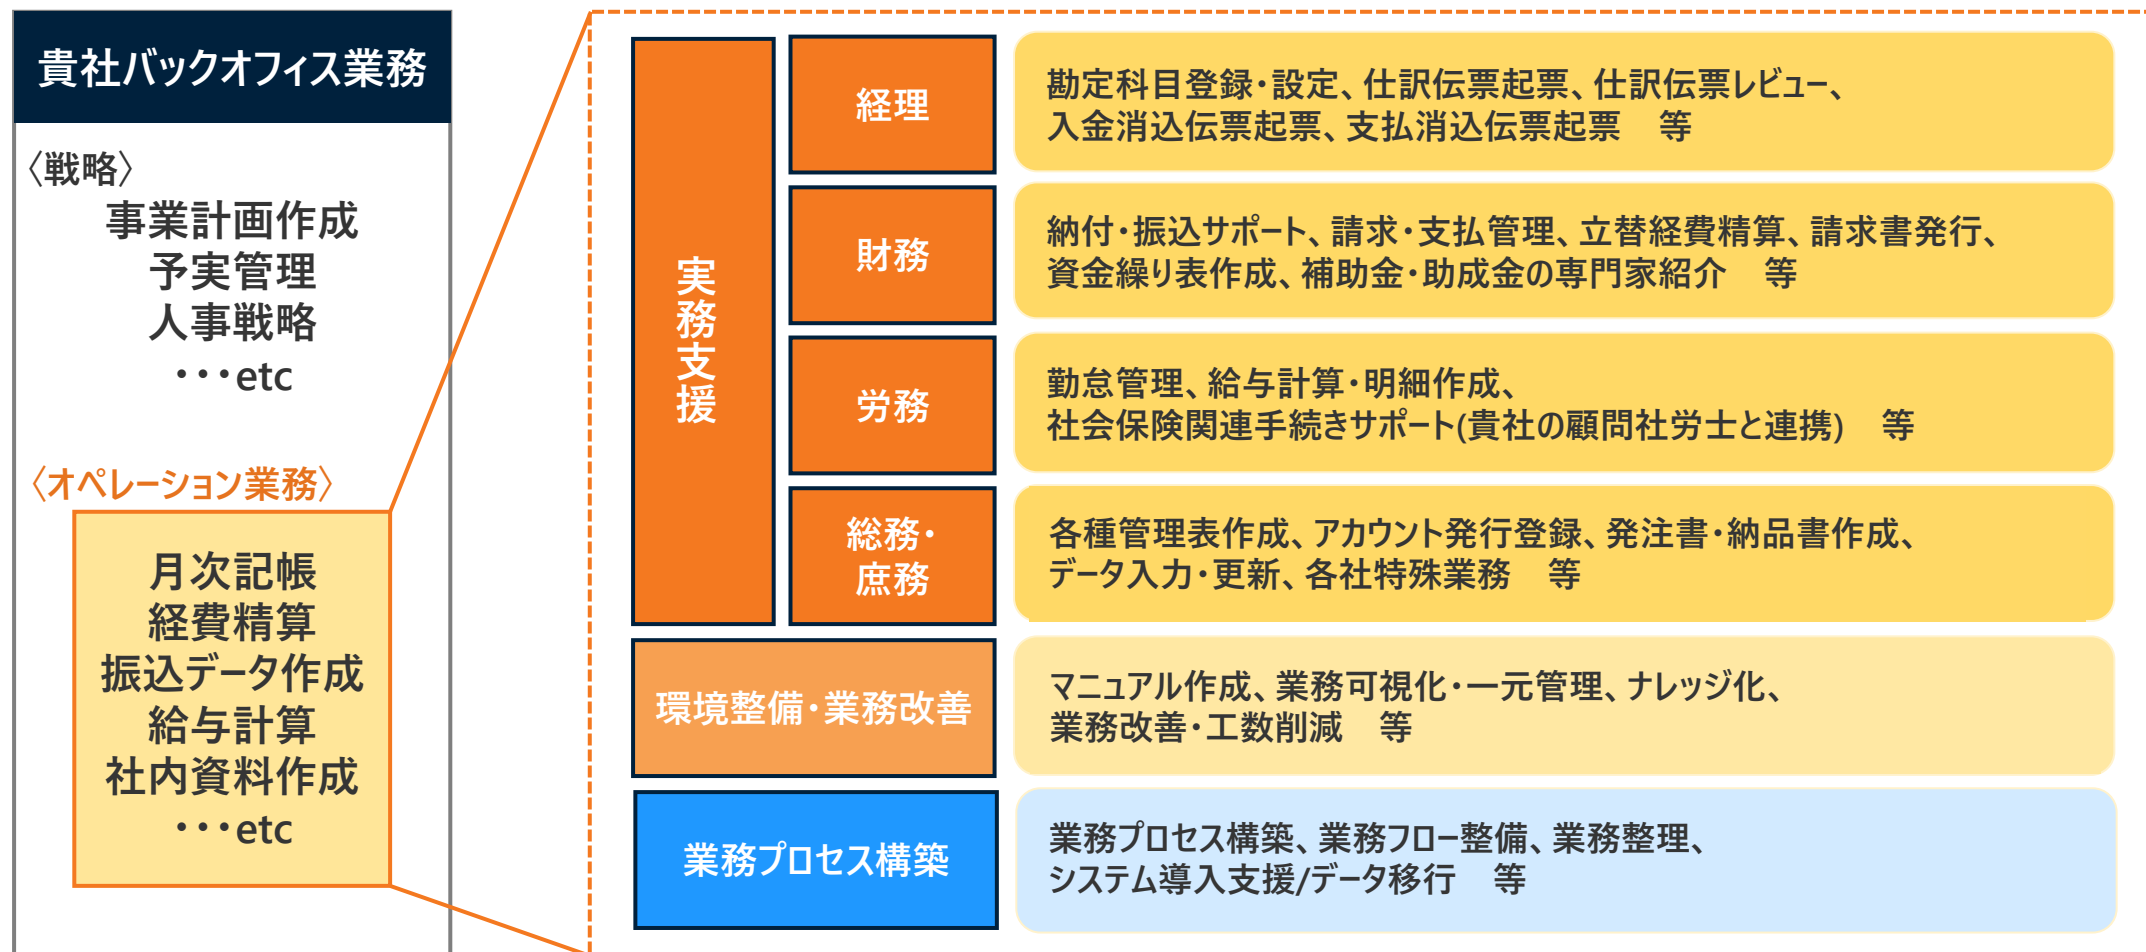 貴社バックオフィス業務
〈戦略〉
事業計画作成
予実管理
人事戦略
・・・etc
〈オペレーション業務〉
月次記帳
経費精算
振込データ作成
給与計算
社内資料作成
・・・etc
実務支援
経理
勘定科目登録・設定、仕訳伝票起票、仕訳伝票レビュー、
入金消込伝票起票、支払消込伝票起票　等
財務
納付・振込サポート、請求・支払管理、立替経費精算、請求書発行、
資金繰り表作成、補助金・助成金の専門家紹介　等
労務
勤怠管理、給与計算・明細作成、
社会保険関連手続きサポート(貴社の顧問社労士と連携)　等
総務・
庶務
各種管理表作成、アカウント発行登録、発注書・納品書作成、
データ入力・更新、各社特殊業務　等
環境整備・業務改善
マニュアル作成、業務可視化・一元管理、ナレッジ化、
業務改善・工数削減　等
業務プロセス構築
業務プロセス構築、業務フロー整備、業務整理、
システム導入支援/データ移行　等